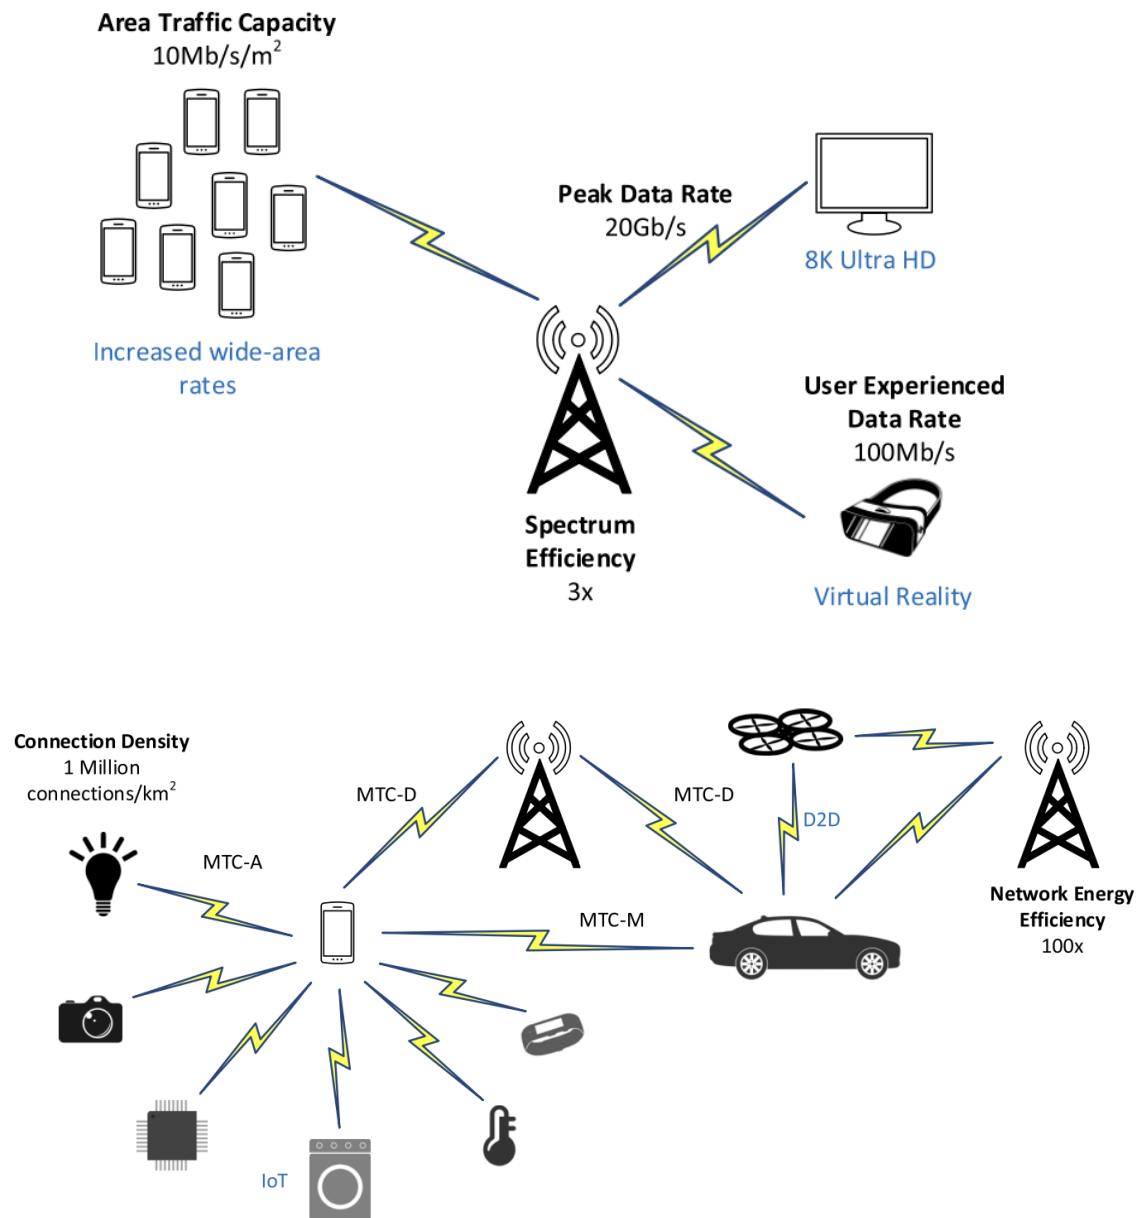 Area Traffic Capacity
10Mb/s/m²
Increased wide-area
rates
Peak Data Rate
20Gb/s
8K Ultra HD
User Experienced
Data Rate
100Mb/s
Virtual Reality
Spectrum
Efficiency
3x
Connection Density
1 Million
connections/km²
MTC-A
MTC-D
MTC-D
D2D
MTC-M
Network Energy
Efficiency
100x
IoT